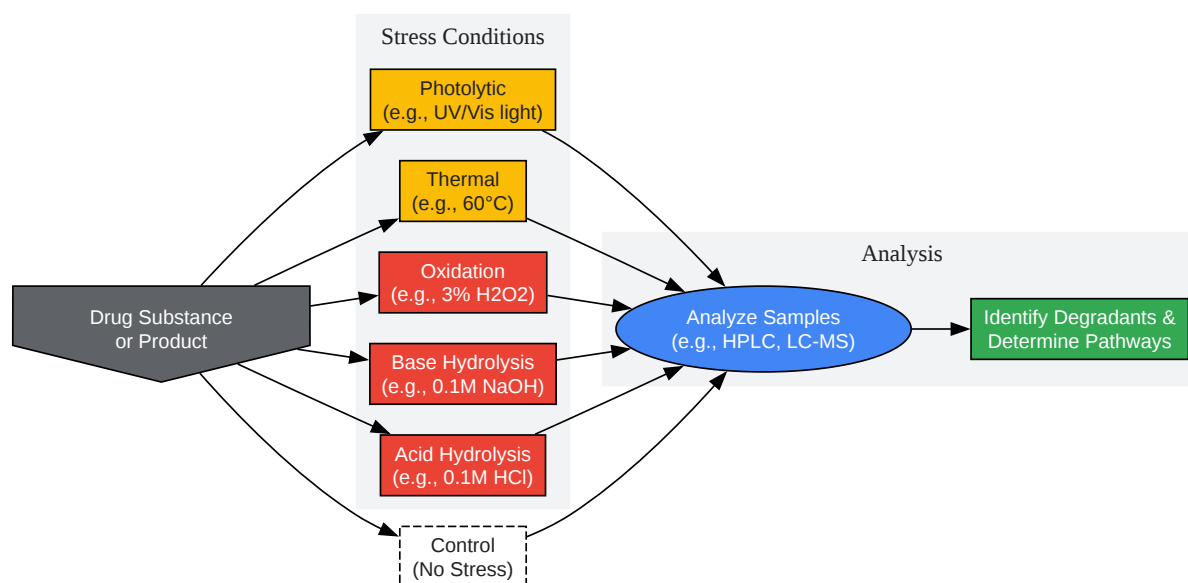 Stress Conditions
Photolytic
(e.g., UV/Vis light)
Thermal
(e.g., 60°C)
Oxidation
(e.g., 3% H2O2)
Base Hydrolysis
(e.g., 0.1M NaOH)
Acid Hydrolysis
(e.g., 0.1M HCl)
Control
(No Stress)
Drug Substance
or Product
Analysis
Analyze Samples
(e.g., HPLC, LC-MS)
Identify Degradants &
Determine Pathways